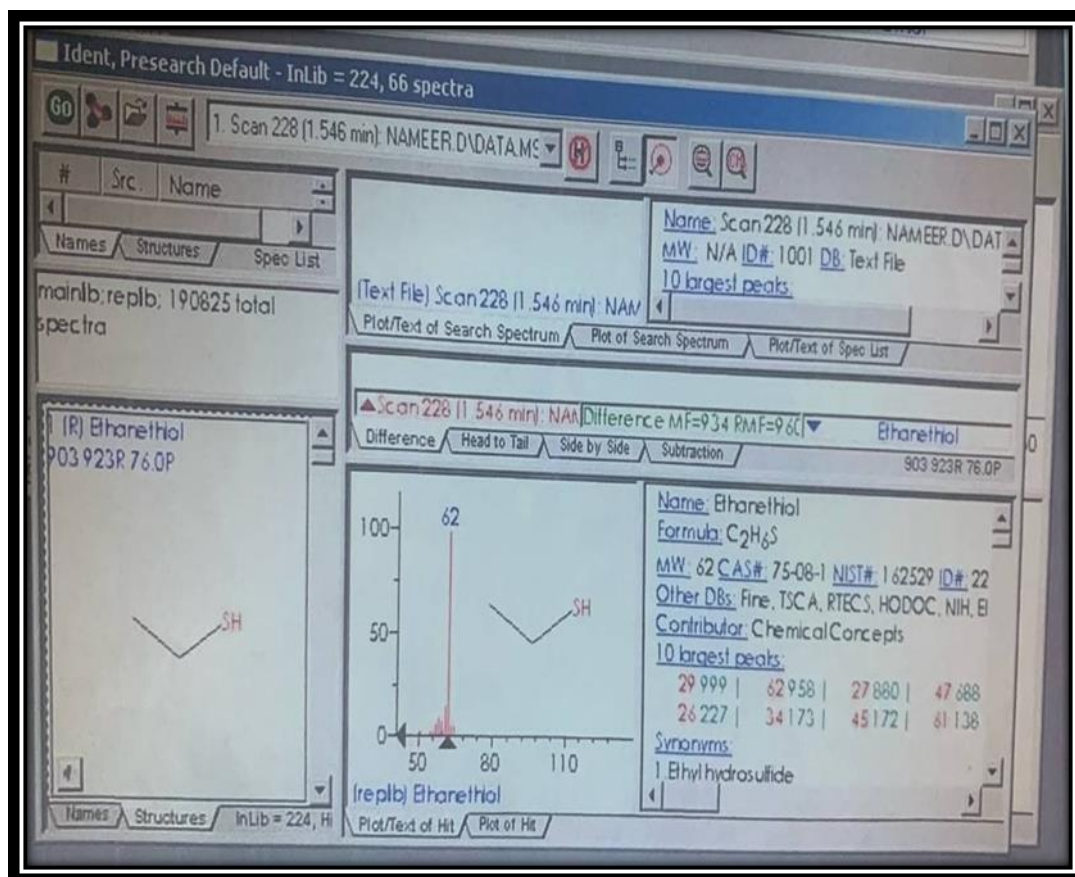 Ident, Presearch Default - InLib = 224, 66 spectra
Go
1. Scan 228 (1.546 min): NAMEER.D\DATA.MS
H
# Src. Name
Names Structures Spec List
mainlib;replib; 190825 total
spectra
(Text File) Scan 228 (1.546 min): NAM
Plot/Text of Search Spectrum Plot of Search Spectrum Plot/Text of Spec List
Name: Scan 228 (1.546 min): NAMEER.D\DAT
MW: N/A ID#: 1001 DB: Text File
10 largest peaks:
▲Scan 228 (1.546 min): NAM Difference MF=934 RMF=960 ▼ Ethanethiol
Difference Head to Tail Side by Side Subtraction 903 923R 76.0P
1 (R) Ethanethiol
903 923R 76.0P
SH
Names Structures InLib = 224, Hi
100
62
50
0
50 80 110
SH
(replib) Ethanethiol
Plot/Text of Hit Plot of Hit
Name: Ethanethiol
Formula: C2H6S
MW: 62 CAS#: 75-08-1 NIST#: 162529 ID#: 22
Other DBs: Fine, TSCA, RTECS, HODOC, NIH, EI
Contributor: Chemical Concepts
10 largest peaks:
29 999 | 62 958 | 27 880 | 47 688
26 227 | 34 173 | 45 172 | 61 138
Synonyms:
1. Ethyl hydrosulfide